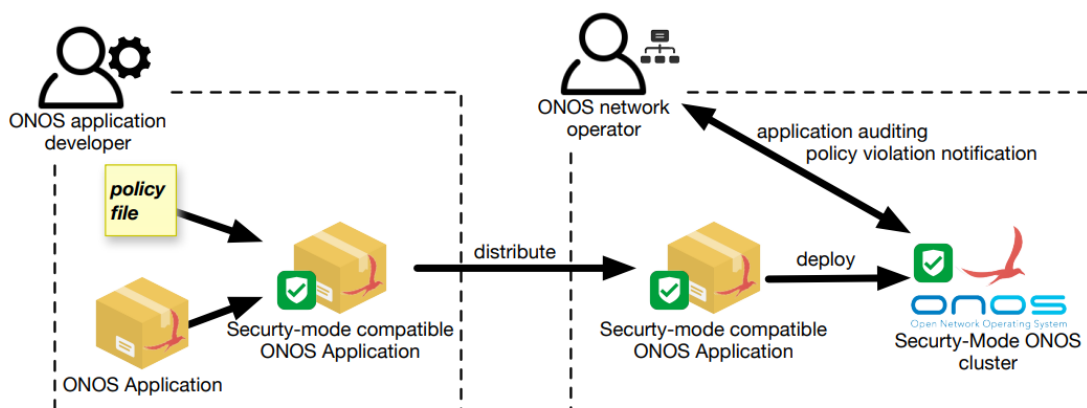 ONOS application
developer
policy
file
ONOS Application
Securty-mode compatible
ONOS Application
distribute
ONOS network
operator
application auditing
policy violation notification
Securty-mode compatible
ONOS Application
deploy
onos
Open Network Operating System
Securty-Mode ONOS
cluster